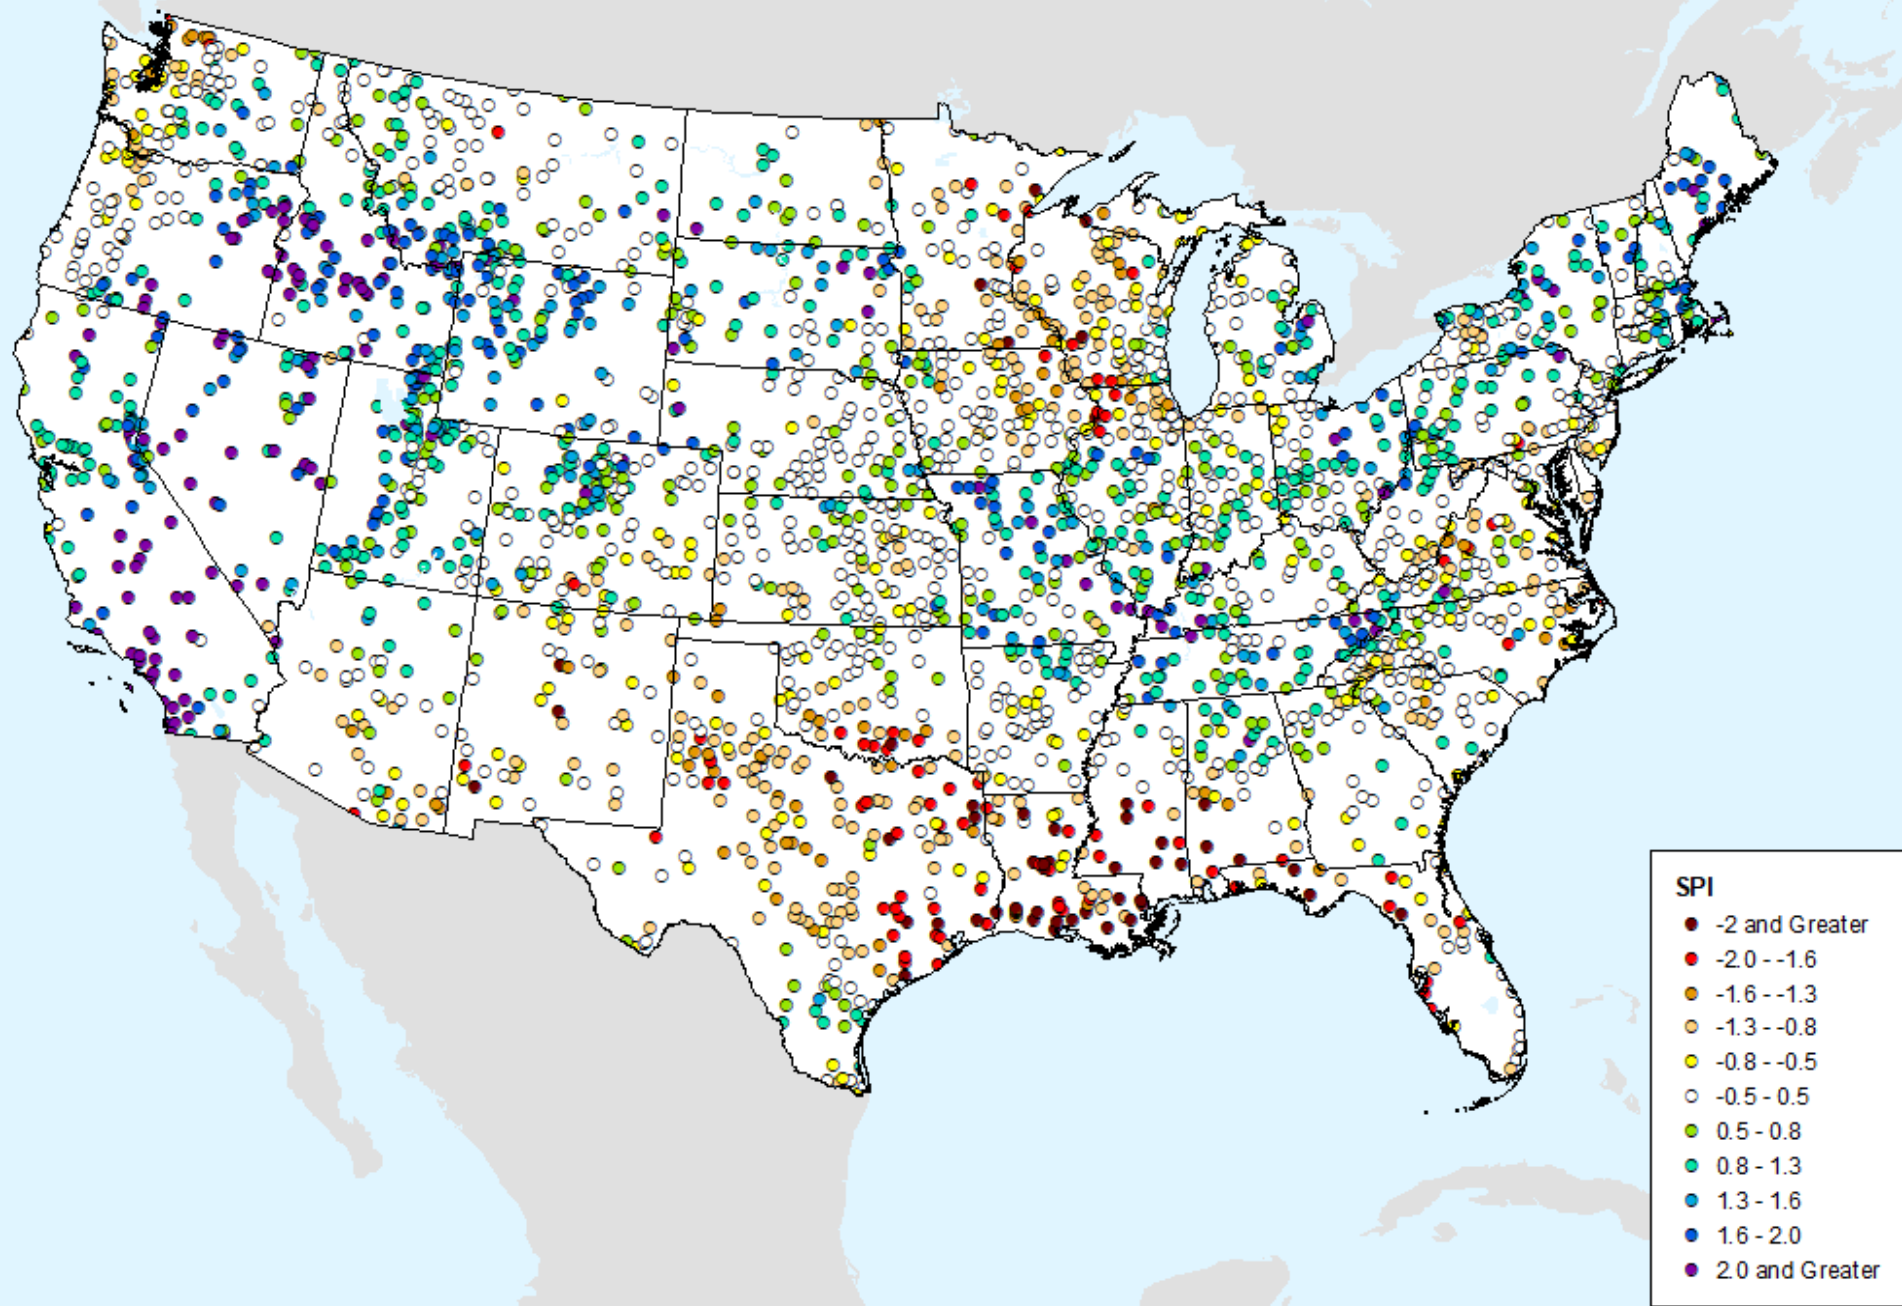 SPI
-2 and Greater
-2.0 - -1.6
-1.6 - -1.3
-1.3 - -0.8
-0.8 - -0.5
-0.5 - 0.5
0.5 - 0.8
0.8 - 1.3
1.3 - 1.6
1.6 - 2.0
2.0 and Greater